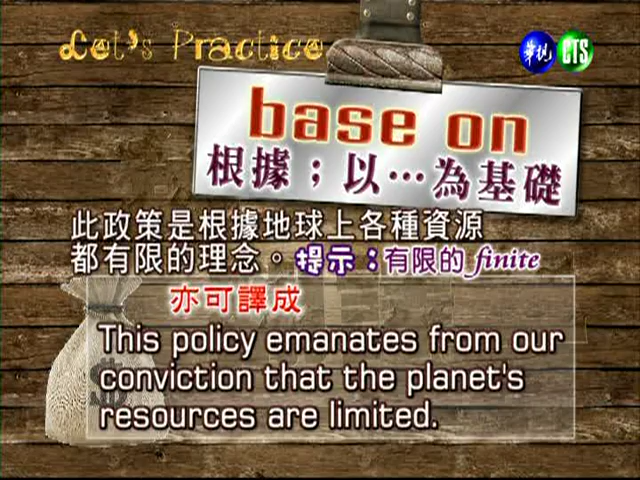 Let's Practice
華視 CTS
base on
根據；以…為基礎
此政策是根據地球上各種資源
都有限的理念。提示：有限的 finite
亦可譯成
This policy emanates from our
conviction that the planet's
resources are limited.